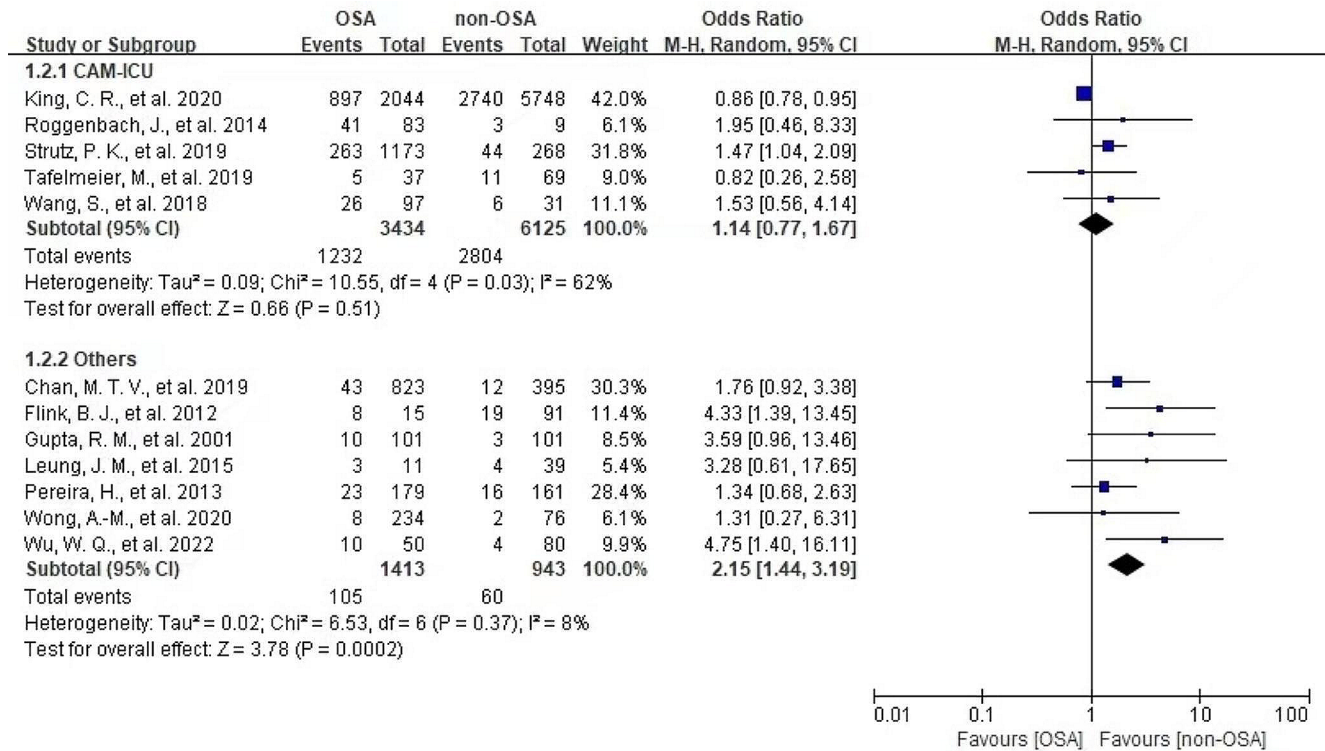 OSA non-OSA Odds Ratio Odds Ratio
Study or Subgroup Events Total Events Total Weight M-H, Random, 95% CI M-H, Random, 95% CI
1.2.1 CAM-ICU
King, C. R., et al. 2020 897 2044 2740 5748 42.0% 0.86 [0.78, 0.95]
Roggenbach, J., et al. 2014 41 83 3 9 6.1% 1.95 [0.46, 8.33]
Strutz, P. K., et al. 2019 263 1173 44 268 31.8% 1.47 [1.04, 2.09]
Tafelmeier, M., et al. 2019 5 37 11 69 9.0% 0.82 [0.26, 2.58]
Wang, S., et al. 2018 26 97 6 31 11.1% 1.53 [0.56, 4.14]
Subtotal (95% CI) 3434 6125 100.0% 1.14 [0.77, 1.67]
Total events 1232 2804
Heterogeneity: Tau² = 0.09; Chi² = 10.55, df = 4 (P = 0.03); I² = 62%
Test for overall effect: Z = 0.66 (P = 0.51)
1.2.2 Others
Chan, M. T. V., et al. 2019 43 823 12 395 30.3% 1.76 [0.92, 3.38]
Flink, B. J., et al. 2012 8 15 19 91 11.4% 4.33 [1.39, 13.45]
Gupta, R. M., et al. 2001 10 101 3 101 8.5% 3.59 [0.96, 13.46]
Leung, J. M., et al. 2015 3 11 4 39 5.4% 3.28 [0.61, 17.65]
Pereira, H., et al. 2013 23 179 16 161 28.4% 1.34 [0.68, 2.63]
Wong, A.-M., et al. 2020 8 234 2 76 6.1% 1.31 [0.27, 6.31]
Wu, W. Q., et al. 2022 10 50 4 80 9.9% 4.75 [1.40, 16.11]
Subtotal (95% CI) 1413 943 100.0% 2.15 [1.44, 3.19]
Total events 105 60
Heterogeneity: Tau² = 0.02; Chi² = 6.53, df = 6 (P = 0.37); I² = 8%
Test for overall effect: Z = 3.78 (P = 0.0002)
0.01 0.1 1 10 100
Favours [OSA] Favours [non-OSA]